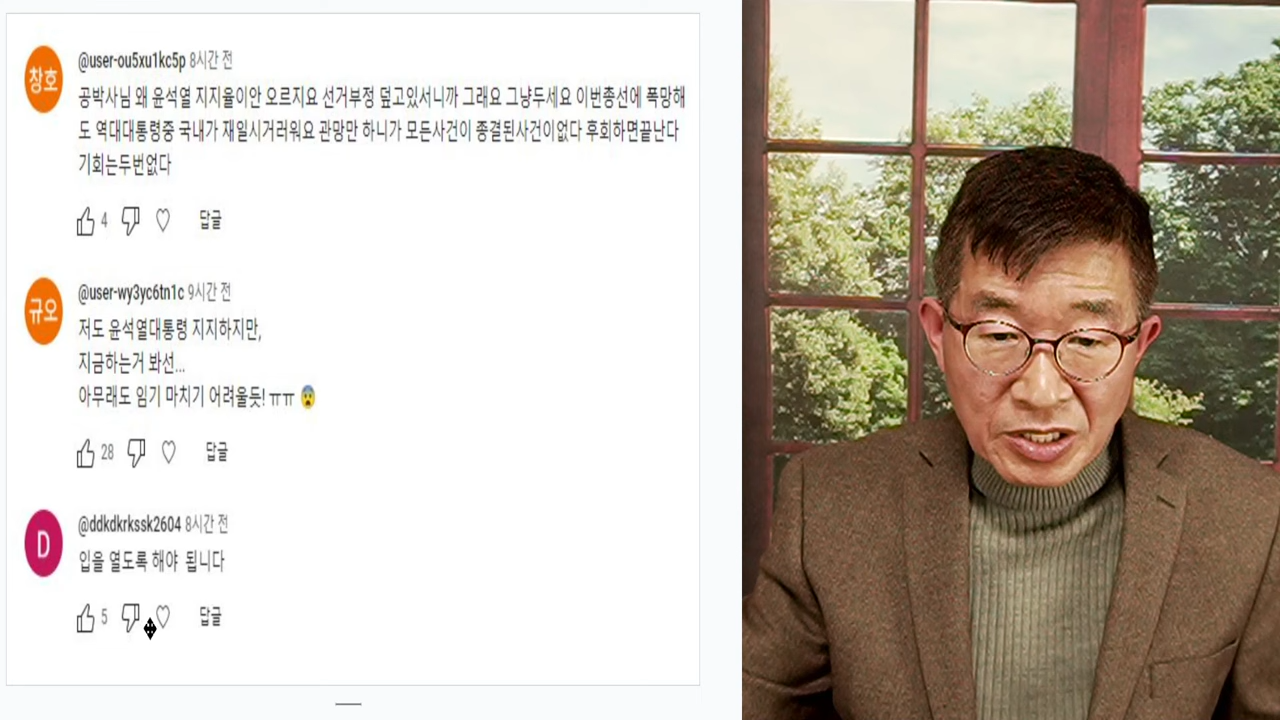 창호
@user-ou5xu1kc5p 8시간 전
공박사님 왜 윤석열 지지율이안 오르지요 선거부정 덮고있서니까 그래요 그냥두세요 이번총선에 폭망해
도 역대대통령중 국내가 재일시거러워요 관망만 하니가 모든사건이 종결된사건이없다 후회하면끝난다
기회는두번없다
4 답글
규오
@user-wy3yc6tn1c 9시간 전
저도 윤석열대통령 지지하지만,
지금하는거 봐선...
아무래도 임기 마치기 어려울듯! ㅠㅠ 😨
28 답글
D
@ddkdkrkssk2604 8시간 전
입을 열도록 해야 됩니다
5 답글